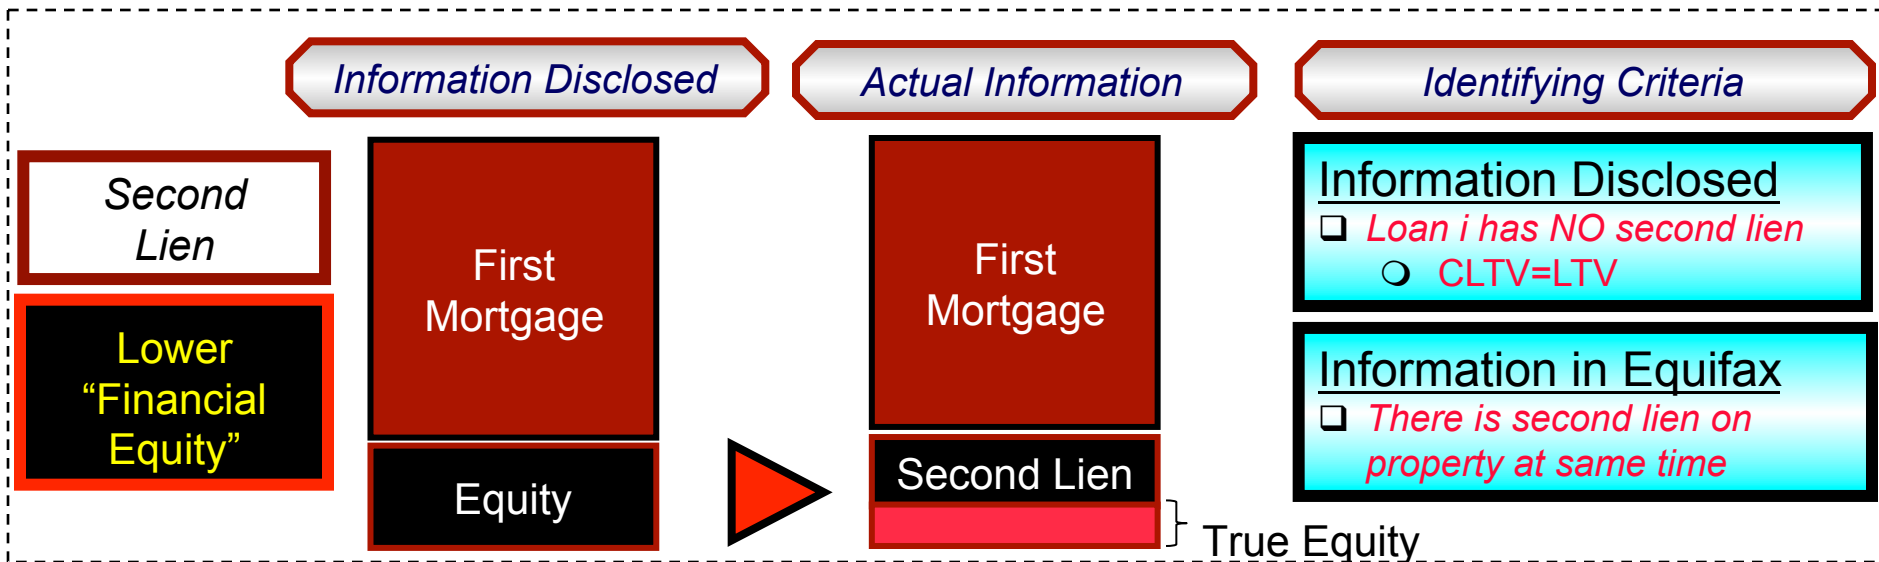 Information Disclosed
Actual Information
Identifying Criteria
Second
Lien
Lower
“Financial
Equity”
First
Mortgage
Equity
First
Mortgage
Second Lien
True Equity
Information Disclosed
❑ Loan i has NO second lien
❍ CLTV=LTV
Information in Equifax
❑ There is second lien on
property at same time